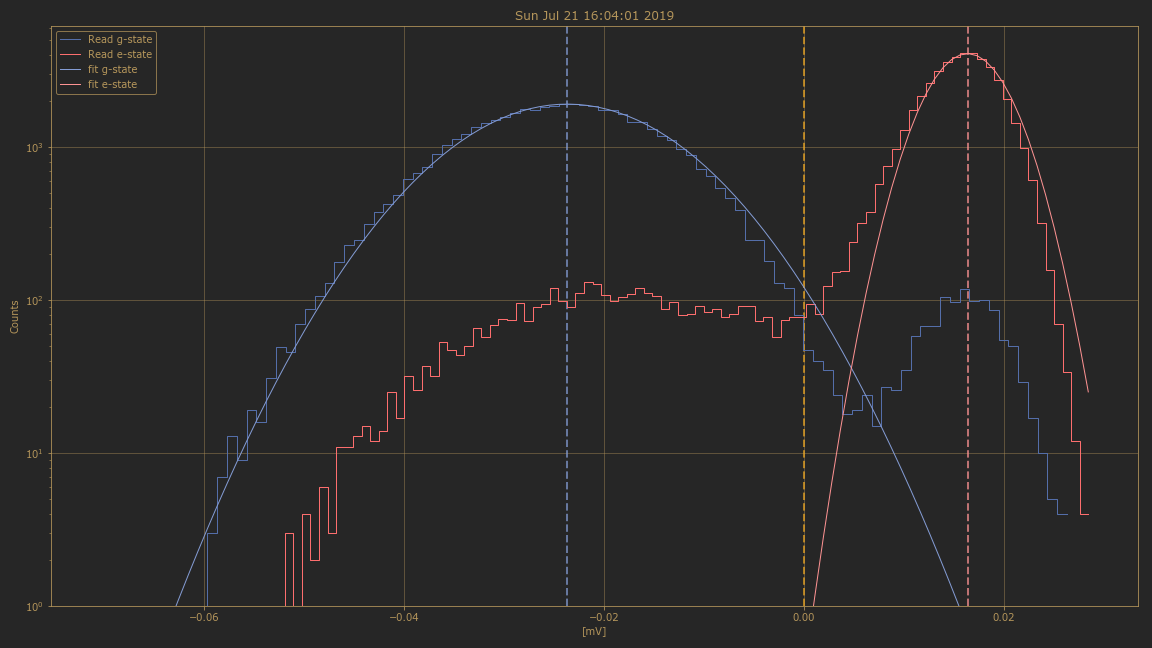 Sun Jul 21 16:04:01 2019
Read g-state
Read e-state
fit g-state
fit e-state
Counts
10³
10²
10¹
10⁰
−0.06 −0.04 −0.02 0.00 0.02
[mV]